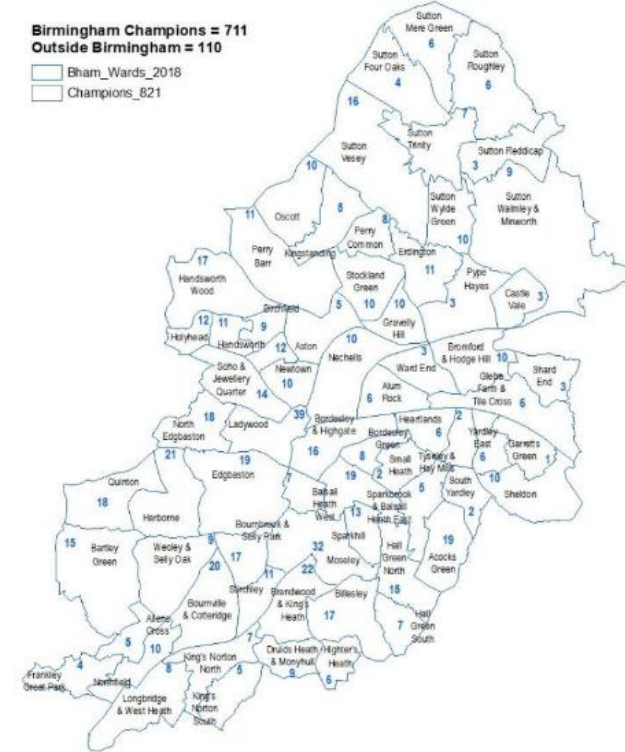 Birmingham Champions = 711
Outside Birmingham = 110
Bham_Wards_2018
Champions_821
Sutton
Mere Green
6
Sutton
Four Oaks
4
Sutton
Roughley
6
16
7
Sutton
Trinity
Sutton
Vesey
Sutton Reddicap
3
9
10
Sutton
Wylde
Green
10
Sutton
Walmley &
Minworth
11
Oscott
5
8
Perry
Common
Kingstanding
Erdington
11
Perry
Barr
17
Handsworth
Wood
Stockland
Green
10
10
5
Pype
Hayes
3
Castle
Vale
3
Birchfield
12
11
9
Holyhead
Handsworth
12
Aston
10
Gravelly
Hill
Nechells
3
Ward End
Bromford
& Hodge Hill
10
Shard
End
3
Soho &
Jewellery
Quarter
14
Newtown
10
Alum
Rock
6
Glebe
Farm &
Tile Cross
6
18
North
Edgbaston
Ladywood
39
Bordesley
& Highgate
16
Bordesley
Green
8
Heartlands
6
2
Yardley
East
6
Garretts
Green
1
21
19
Edgbaston
7
19
2
Small
Heath
Tyseley &
Hay Mills
5
South
Yardley
10
Sheldon
2
Quinton
18
Harborne
Balsall
Heath
West
13
Sparkbrook
& Balsall
Heath East
Bournbrook &
Selly Park
15
Bartley
Green
Weoley &
Selly Oak
9
20
17
32
Moseley
22
Sparkhill
Hall
Green
North
15
19
Acocks
Green
Stirchley
11
Brandwood
& King's
Heath
Billesley
17
Bournville
& Cotteridge
7
Hall
Green
South
7
Allens
Cross
5
10
King's Norton
North
8
5
Druids Heath
& Monyhull
9
Highter's
Heath
6
Frankley
Great Park
4
Northfield
Longbridge
& West Heath
King's
Norton
South